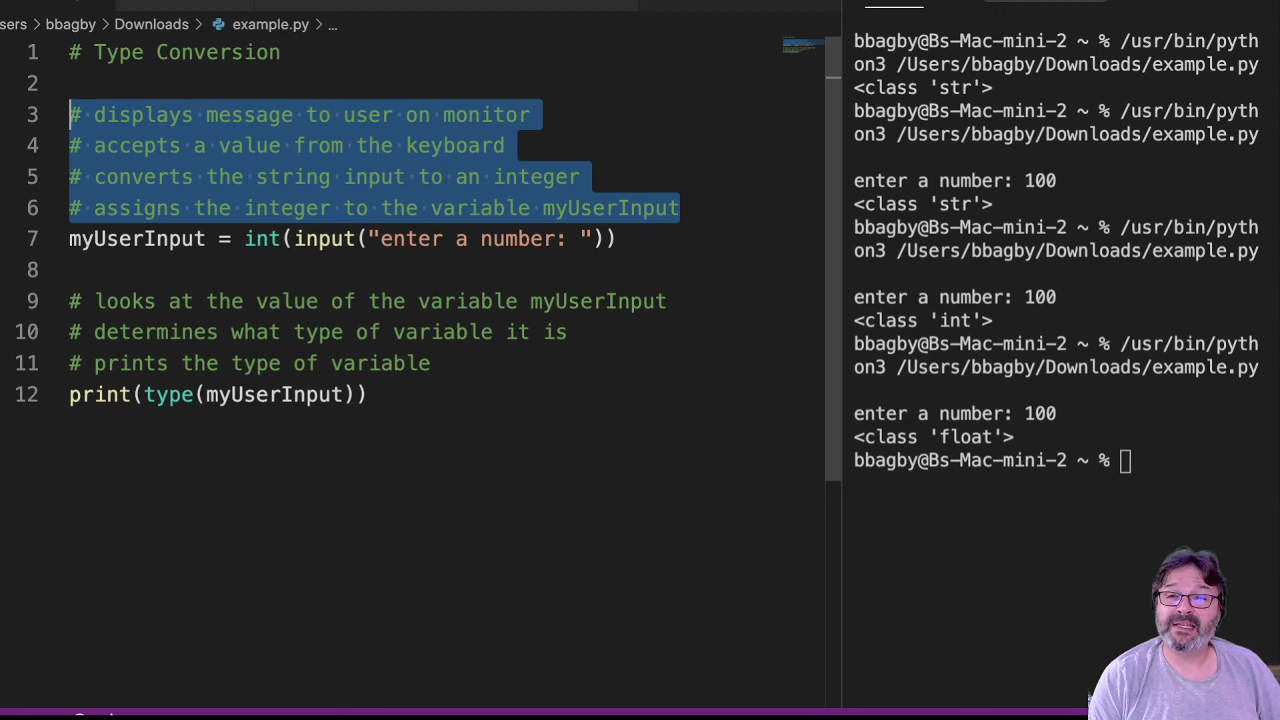 ers > bbagby > Downloads > example.py > ...
1 # Type Conversion
2
3 # displays message to user on monitor
4 # accepts a value from the keyboard
5 # converts the string input to an integer
6 # assigns the integer to the variable myUserInput
7 myUserInput = int(input("enter a number: "))
8
9 # looks at the value of the variable myUserInput
10 # determines what type of variable it is
11 # prints the type of variable
12 print(type(myUserInput))
bbagby@Bs-Mac-mini-2 ~ % /usr/bin/pyth
on3 /Users/bbagby/Downloads/example.py
<class 'str'>
bbagby@Bs-Mac-mini-2 ~ % /usr/bin/pyth
on3 /Users/bbagby/Downloads/example.py
enter a number: 100
<class 'str'>
bbagby@Bs-Mac-mini-2 ~ % /usr/bin/pyth
on3 /Users/bbagby/Downloads/example.py
enter a number: 100
<class 'int'>
bbagby@Bs-Mac-mini-2 ~ % /usr/bin/pyth
on3 /Users/bbagby/Downloads/example.py
enter a number: 100
<class 'float'>
bbagby@Bs-Mac-mini-2 ~ %